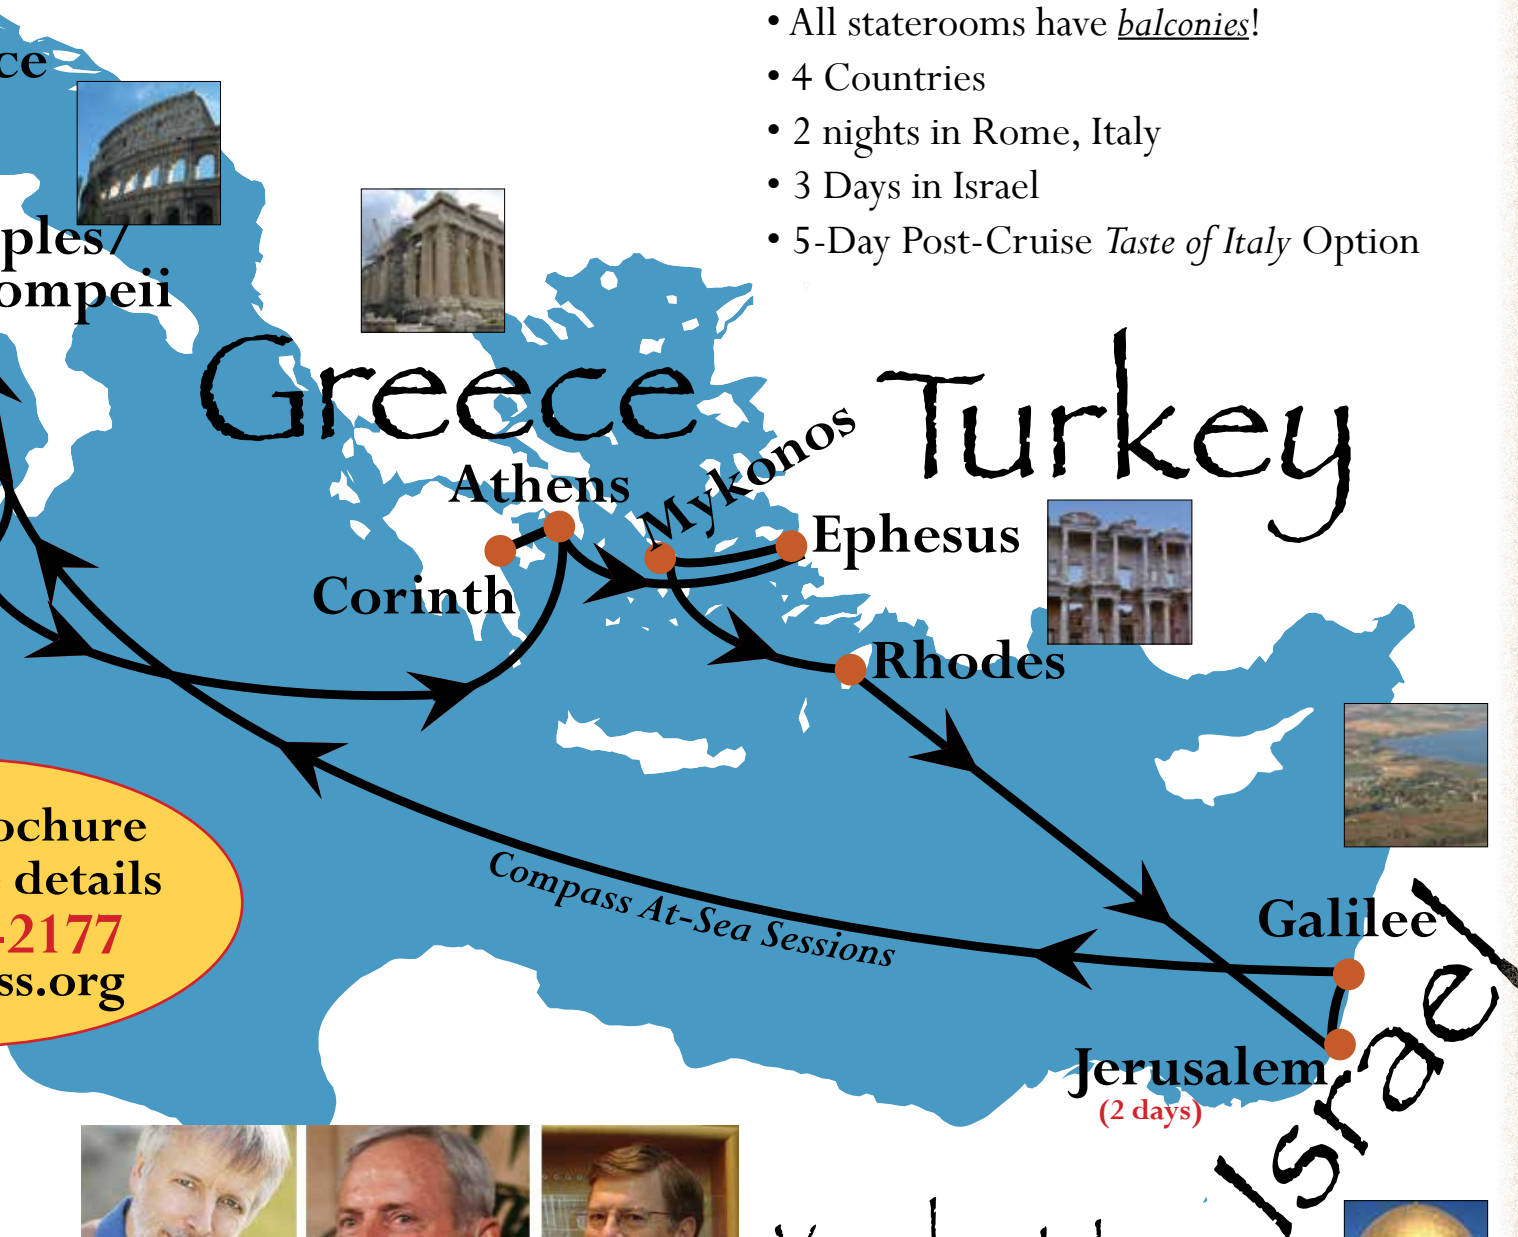 • All staterooms have balconies!
• 4 Countries
• 2 nights in Rome, Italy
• 3 Days in Israel
• 5-Day Post-Cruise Taste of Italy Option
ce
ples/
ompeii
Greece
Turkey
Athens
Mykonos
Ephesus
Corinth
Rhodes
ochure
details
-2177
ss.org
Compass At-Sea Sessions
Galilee
Israel
Jerusalem
(2 days)